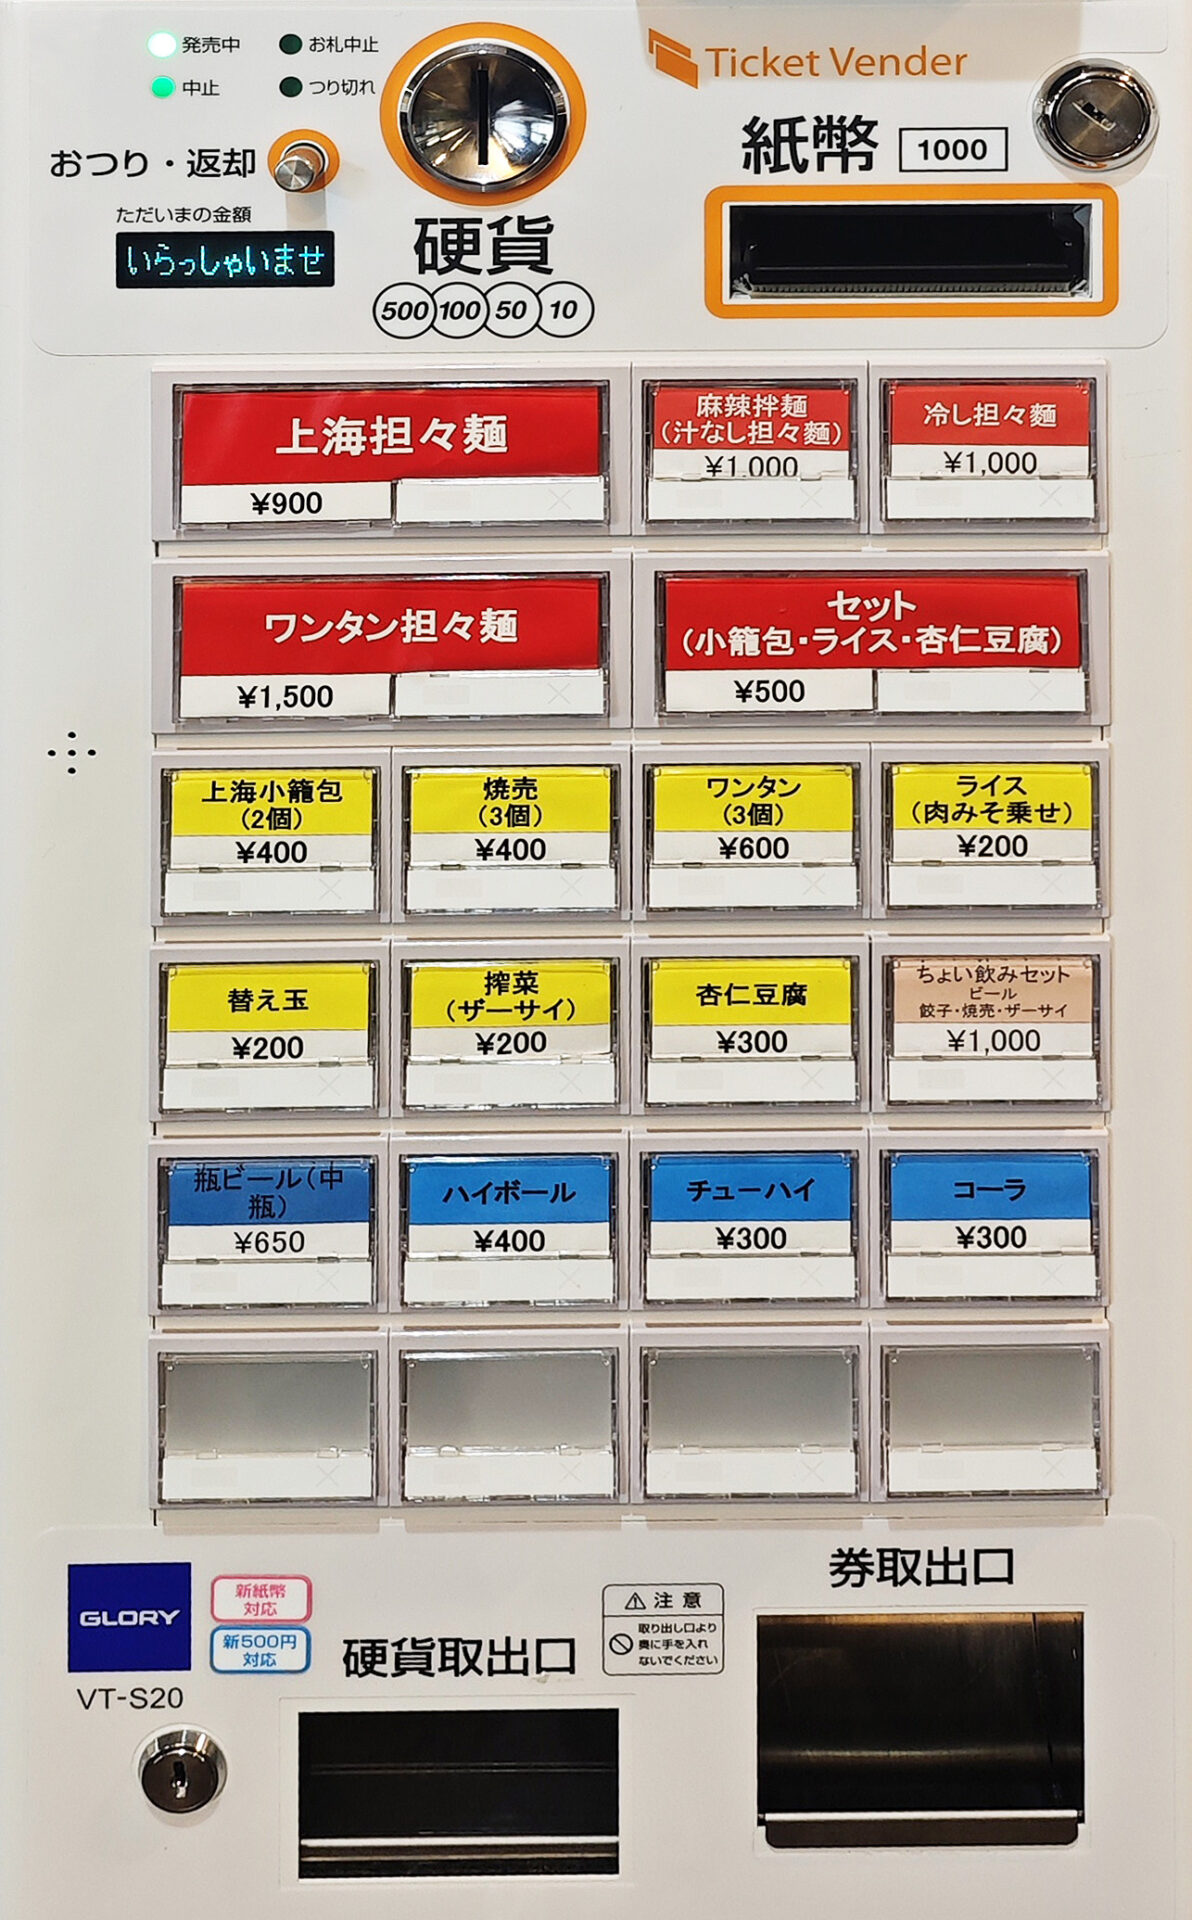 発売中
お札中止
中止
つり切れ
おつり・返却
ただいまの金額
いらっしゃいませ
硬貨
500 100 50 10
Ticket Vender
紙幣 1000
上海担々麺
¥900
麻辣拌麺
(汁なし担々麺)
¥1,000
冷し担々麺
¥1,000
ワンタン担々麺
¥1,500
セット
(小籠包・ライス・杏仁豆腐)
¥500
上海小籠包
(2個)
¥400
焼売
(3個)
¥400
ワンタン
(3個)
¥600
ライス
(肉みそ乗せ)
¥200
替え玉
¥200
搾菜
(ザーサイ)
¥200
杏仁豆腐
¥300
ちょい飲みセット
ビール
餃子・焼売・ザーサイ
¥1,000
瓶ビール(中
瓶)
¥650
ハイボール
¥400
チューハイ
¥300
コーラ
¥300
GLORY
VT-S20
新紙幣
対応
新500円
対応
硬貨取出口
注意
取り出し口より
奥に手を入れ
ないでください
券取出口